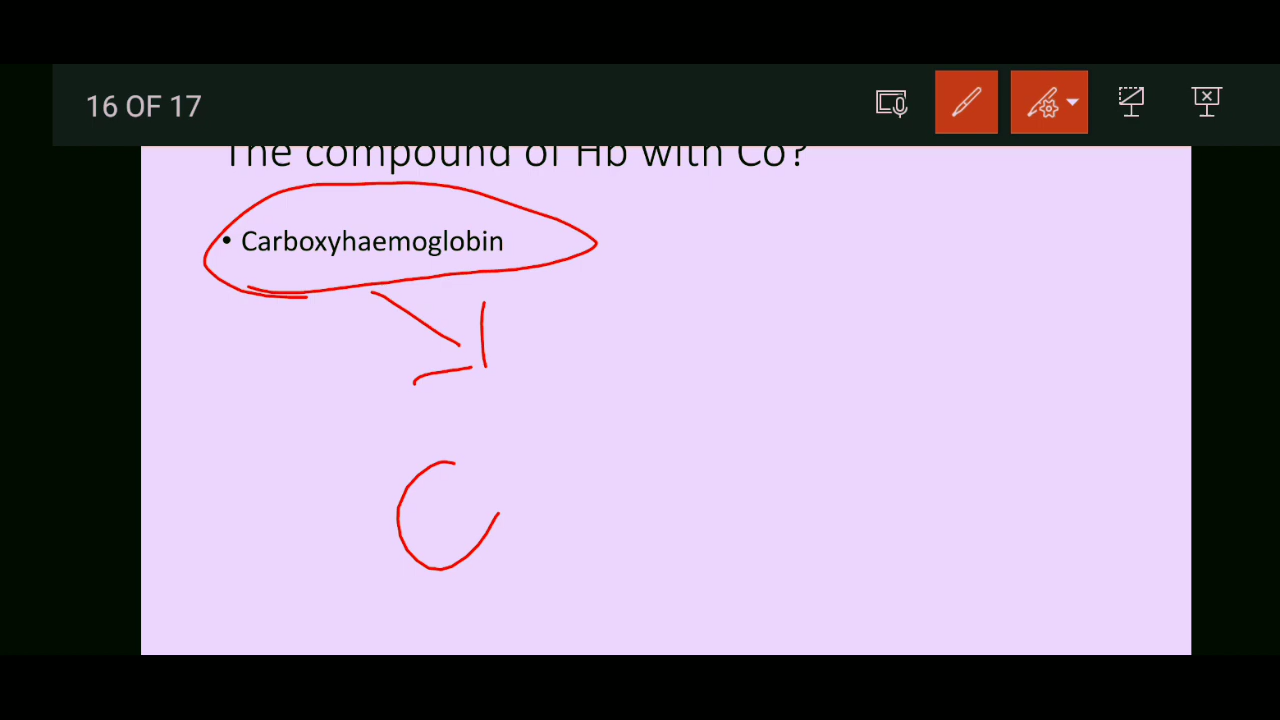 16 OF 17
The compound of Hb with Co?
• Carboxyhaemoglobin
C